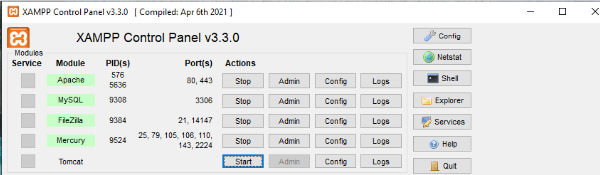 XAMPP Control Panel v3.3.0 [ Compiled: Apr 6th 2021 ]
XAMPP Control Panel v3.3.0
Config
Modules
Service Module PID(s) Port(s) Actions
Netstat
Apache 576 5636 80, 443 Stop Admin Config Logs
Shell
MySQL 9308 3306 Stop Admin Config Logs
Explorer
FileZilla 9384 21, 14147 Stop Admin Config Logs
Services
Mercury 9524 25, 79, 105, 106, 110, 143, 2224 Stop Admin Config Logs
Help
Tomcat Start Admin Config Logs
Quit